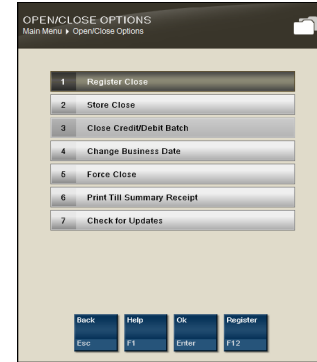 OPEN/CLOSE OPTIONS
Main Menu ▸ Open/Close Options
1 Register Close
2 Store Close
3 Close Credit/Debit Batch
4 Change Business Date
5 Force Close
6 Print Till Summary Receipt
7 Check for Updates
Back Help Ok Register
Esc F1 Enter F12